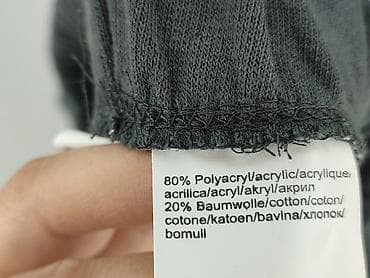 80% Polyacryl/acrylic/acrylique/
acrilica/acryl/akryl/акрил
20% Baumwolle/cotton/coton/
cotone/katoen/bavlna/хлопок/
bomull